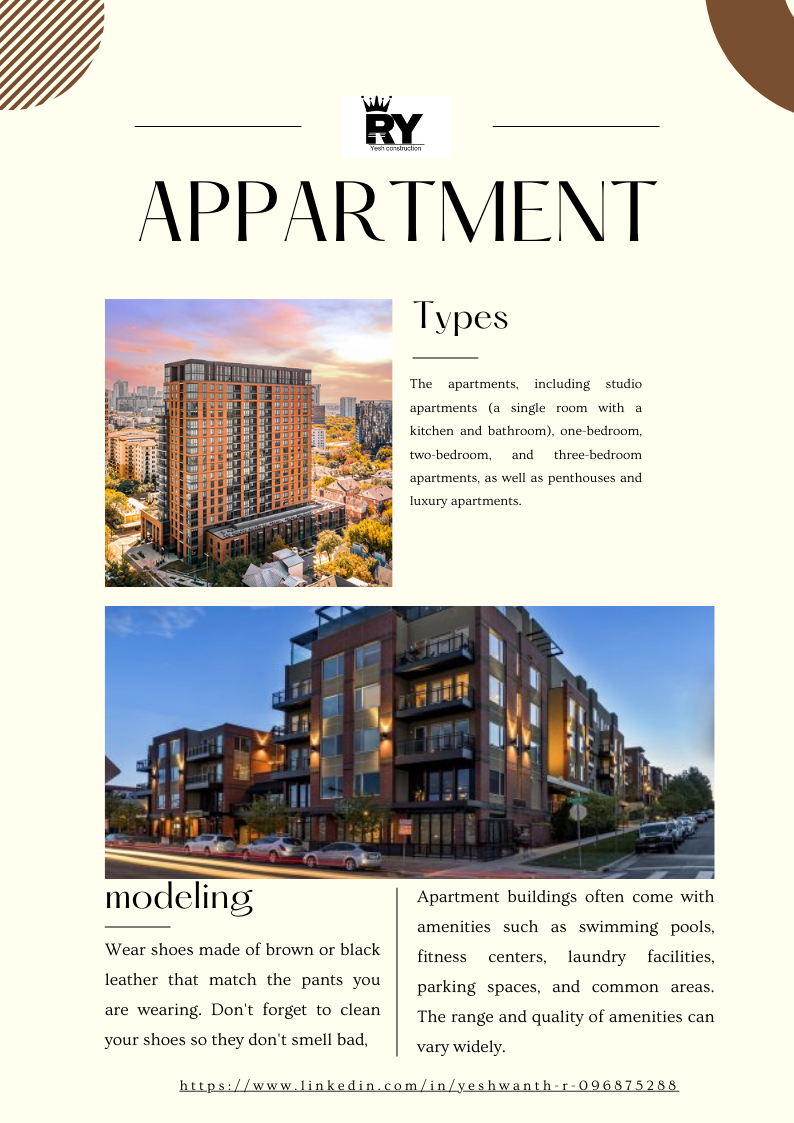 RY
Yesh construction
APPARTMENT
Types
The apartments, including studio
apartments (a single room with a
kitchen and bathroom), one-bedroom,
two-bedroom, and three-bedroom
apartments, as well as penthouses and
luxury apartments.
modeling
Wear shoes made of brown or black
leather that match the pants you
are wearing. Don't forget to clean
your shoes so they don't smell bad,
Apartment buildings often come with
amenities such as swimming pools,
fitness centers, laundry facilities,
parking spaces, and common areas.
The range and quality of amenities can
vary widely.
https://www.linkedin.com/in/yeshwanth-r-096875288